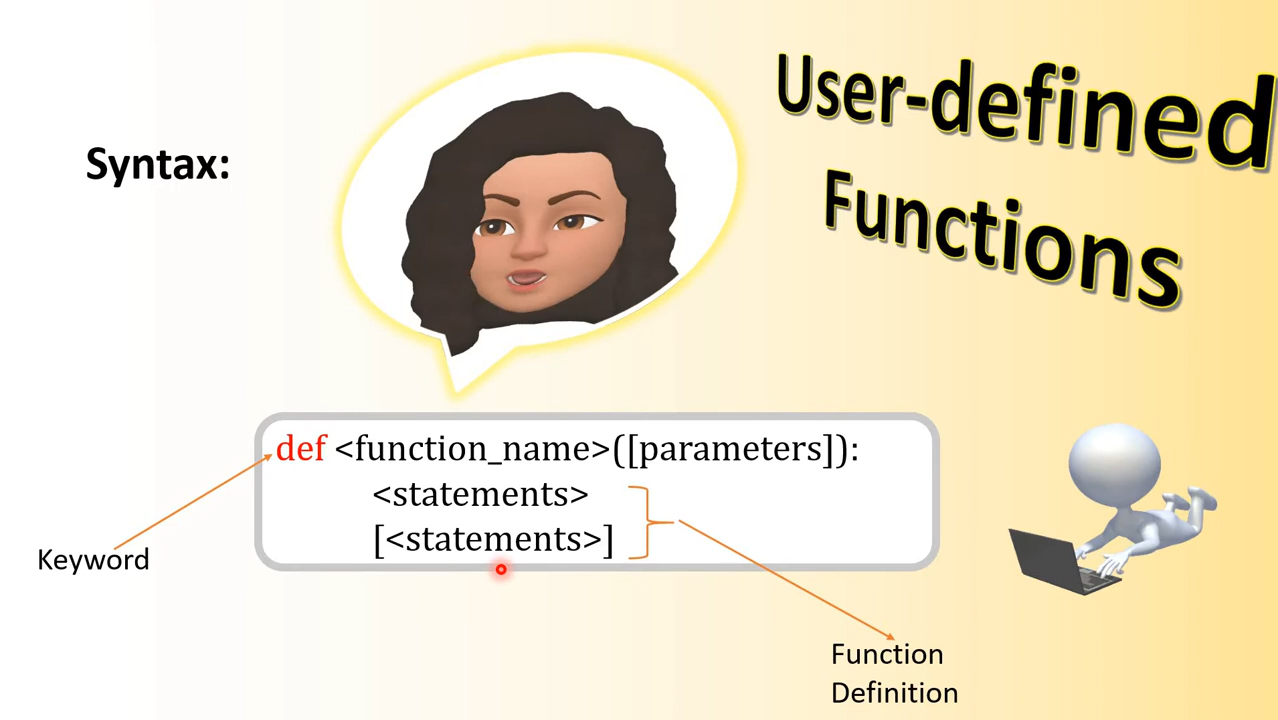 User-defined
Functions
Syntax:
def <function_name>([parameters]):
<statements>
[<statements>]
Keyword
Function
Definition